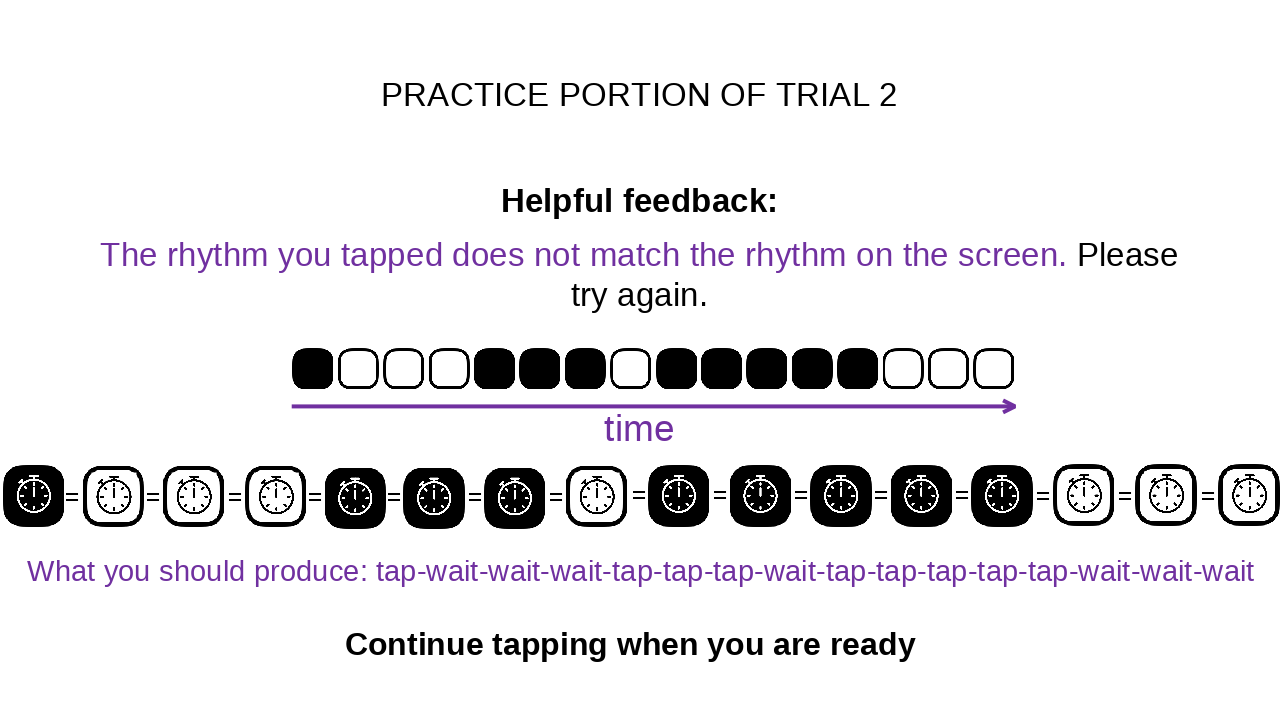 PRACTICE PORTION OF TRIAL 2
Helpful feedback:
The rhythm you tapped does not match the rhythm on the screen. Please
try again.
time
= = = = = = = = = = = = = = =
What you should produce: tap-wait-wait-wait-tap-tap-tap-wait-tap-tap-tap-tap-tap-wait-wait-wait
Continue tapping when you are ready